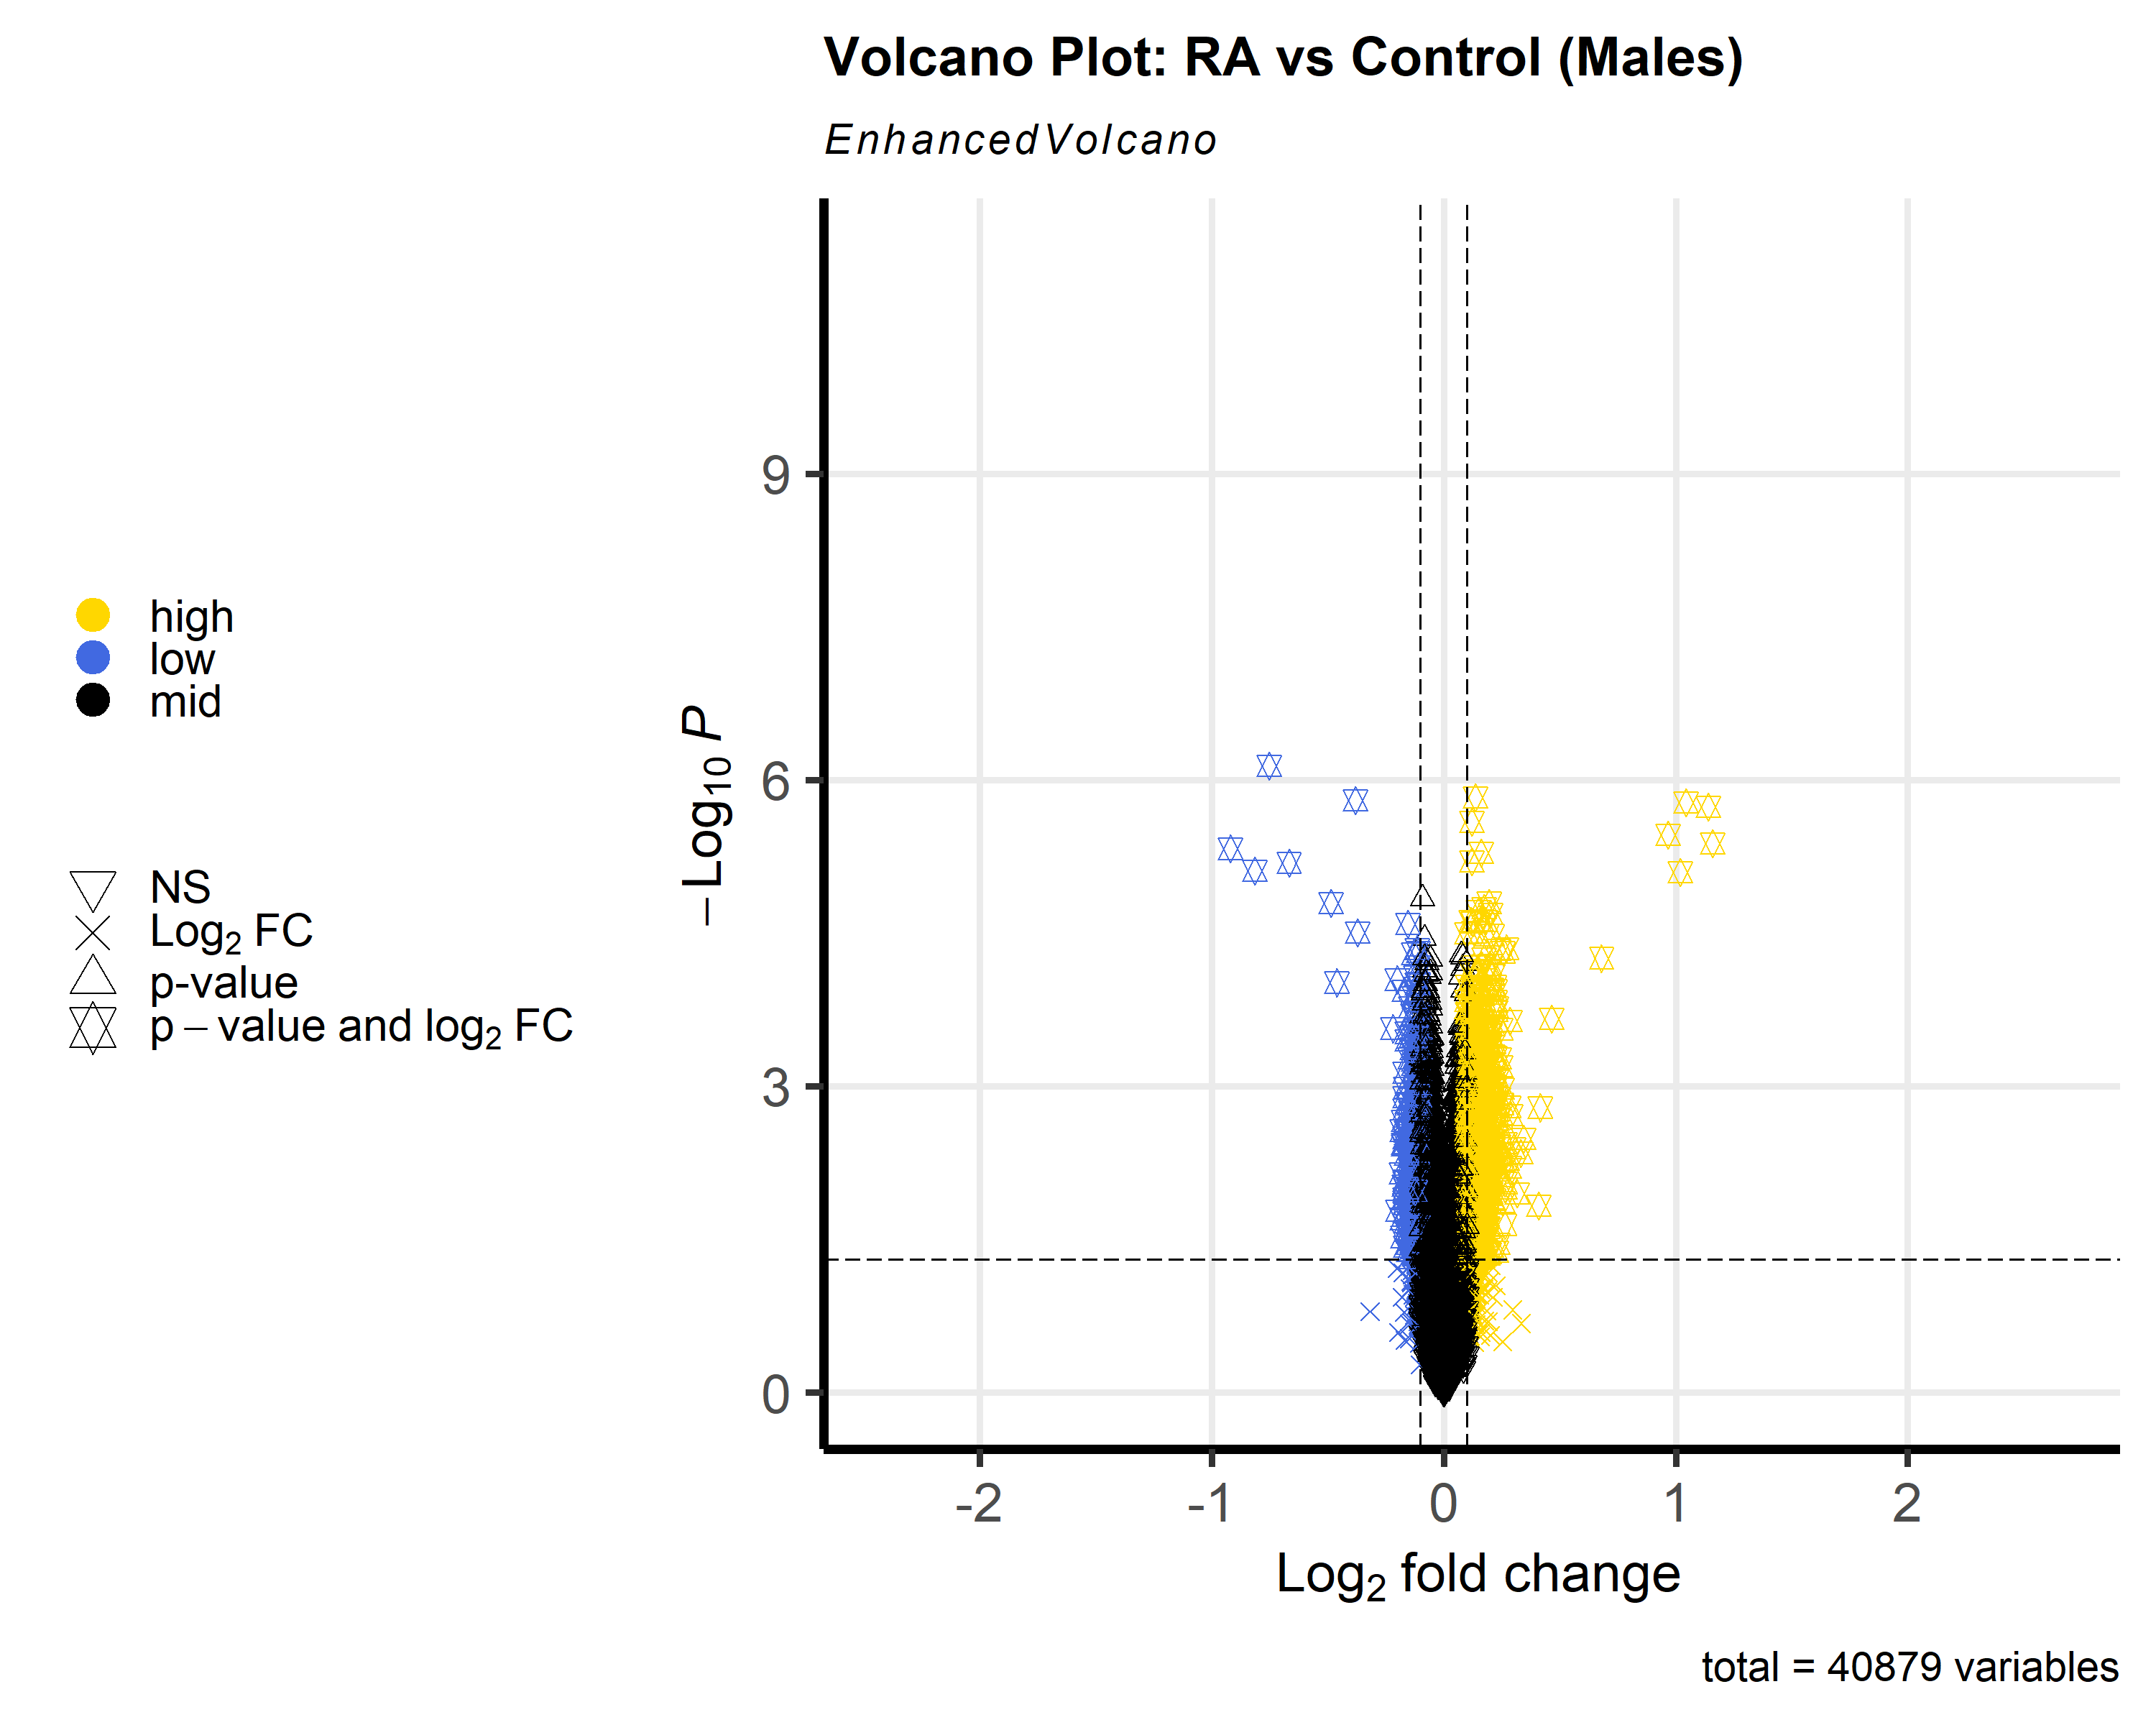 Volcano Plot: RA vs Control (Males)
EnhancedVolcano
high
low
mid
NS
Log₂ FC
p-value
p – value and log₂ FC
– Log₁₀ P
9
6
3
0
-2 -1 0 1 2
Log₂ fold change
total = 40879 variables